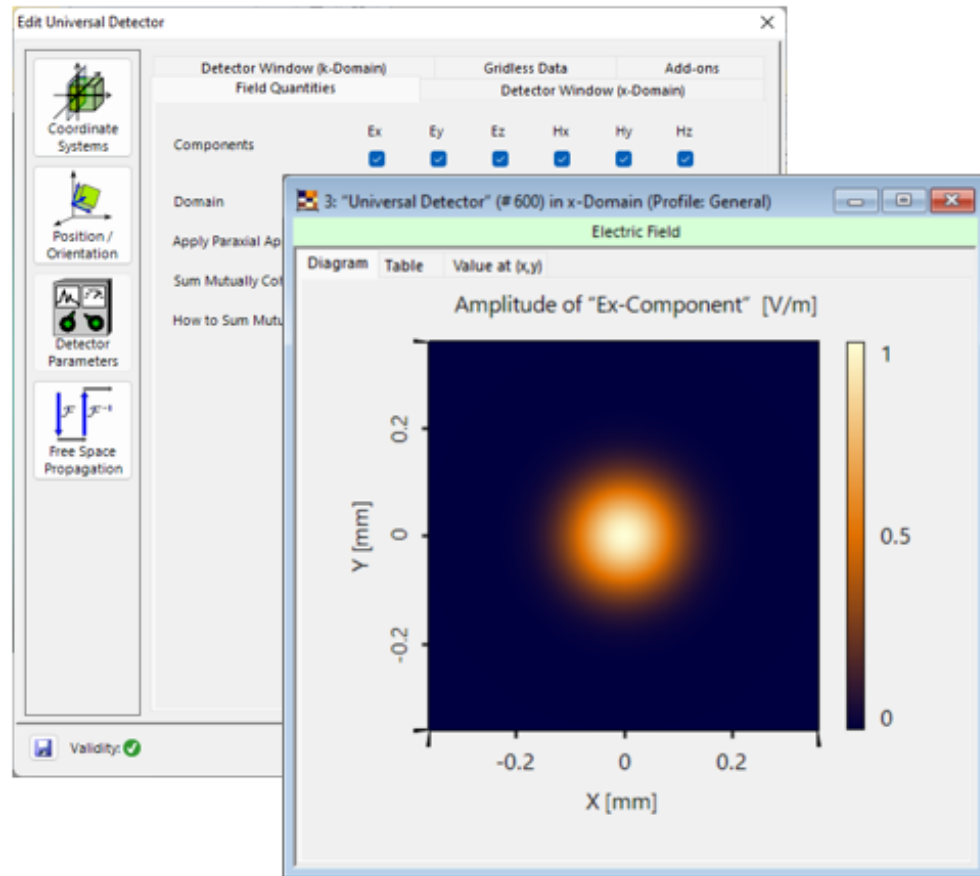 Edit Universal Detector
Coordinate
Systems
Position /
Orientation
Detector
Parameters
Free Space
Propagation
Detector Window (k-Domain) Gridless Data Add-ons
Field Quantities Detector Window (x-Domain)
Components Ex Ey Ez Hx Hy Hz
Domain
Apply Paraxial Ap
Sum Mutually Coh
How to Sum Mutu
Validity:
3: "Universal Detector" (#600) in x-Domain (Profile: General)
Electric Field
Diagram Table Value at (x,y)
Amplitude of "Ex-Component" [V/m]
Y [mm]
0.2
0
-0.2
-0.2 0 0.2
X [mm]
1
0.5
0